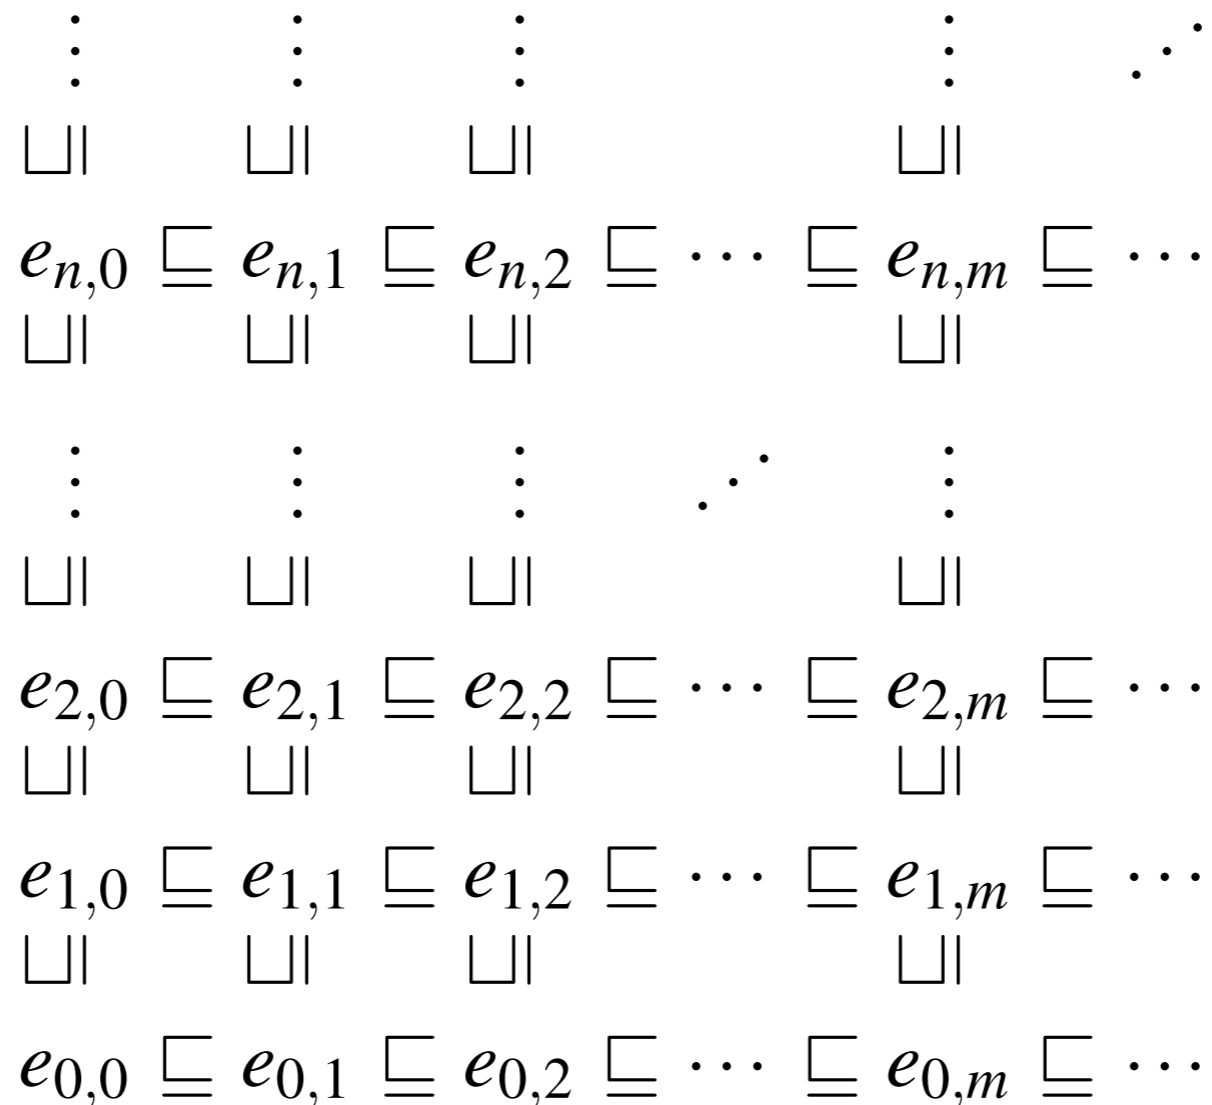 ⋮ ⋮ ⋮ ⋮ ⋰
⊔| ⊔| ⊔| ⊔|
e_{n,0} ⊑ e_{n,1} ⊑ e_{n,2} ⊑ ⋯ ⊑ e_{n,m} ⊑ ⋯
⊔| ⊔| ⊔| ⊔|
⋮ ⋮ ⋮ ⋰ ⋮
⊔| ⊔| ⊔| ⊔|
e_{2,0} ⊑ e_{2,1} ⊑ e_{2,2} ⊑ ⋯ ⊑ e_{2,m} ⊑ ⋯
⊔| ⊔| ⊔| ⊔|
e_{1,0} ⊑ e_{1,1} ⊑ e_{1,2} ⊑ ⋯ ⊑ e_{1,m} ⊑ ⋯
⊔| ⊔| ⊔| ⊔|
e_{0,0} ⊑ e_{0,1} ⊑ e_{0,2} ⊑ ⋯ ⊑ e_{0,m} ⊑ ⋯